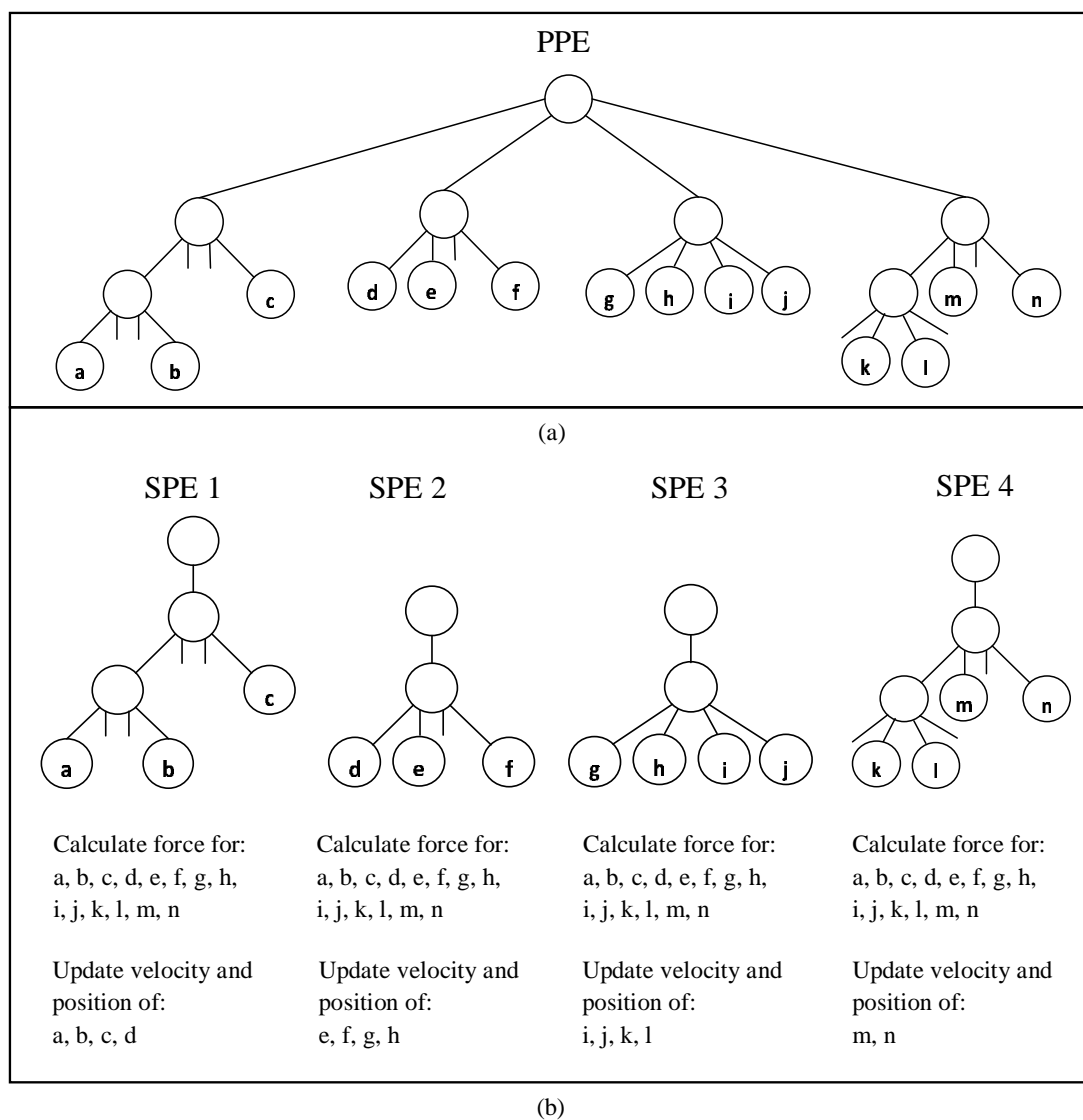 PPE
c
d e f
g h i j
m n
a b
k l
(a)
SPE 1 SPE 2 SPE 3 SPE 4
c
m n
a b
d e f
g h i j
k l
Calculate force for:
a, b, c, d, e, f, g, h,
i, j, k, l, m, n
Update velocity and
position of:
a, b, c, d
Calculate force for:
a, b, c, d, e, f, g, h,
i, j, k, l, m, n
Update velocity and
position of:
e, f, g, h
Calculate force for:
a, b, c, d, e, f, g, h,
i, j, k, l, m, n
Update velocity and
position of:
i, j, k, l
Calculate force for:
a, b, c, d, e, f, g, h,
i, j, k, l, m, n
Update velocity and
position of:
m, n
(b)